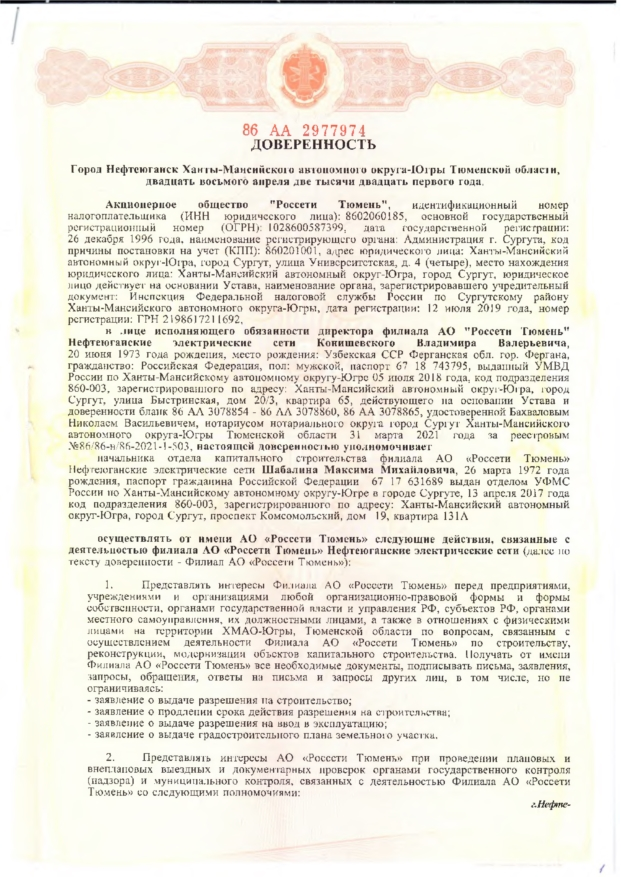 86 АА 2977974
ДОВЕРЕННОСТЬ
Город Нефтеюганск Ханты-Мансийского автономного округа-Югры Тюменской области,
двадцать восьмого апреля две тысячи двадцать первого года.
Акционерное общество "Россети Тюмень", идентификационный номер
налогоплательщика (ИНН юридического лица): 8602060185, основной государственный
регистрационный номер (ОГРН): 1028600587399, дата государственной регистрации:
26 декабря 1996 года, наименование регистрирующего органа: Администрация г. Сургута, код
причины постановки на учет (КПП): 860201001, адрес юридического лица: Ханты-Мансийский
автономный округ-Югра, город Сургут, улица Университетская, д. 4 (четыре), место нахождения
юридического лица: Ханты-Мансийский автономный округ-Югра, город Сургут, юридическое
лицо действует на основании Устава, наименование органа, зарегистрировавшего учредительный
документ: Инспекция Федеральной налоговой службы России по Сургутскому району
Ханты-Мансийского автономного округа-Югры, дата регистрации: 12 июля 2019 года, номер
регистрации: ГРН 2198617211692,
в лице исполняющего обязанности директора филиала АО "Россети Тюмень"
Нефтеюганские электрические сети Конишевского Владимира Валерьевича,
20 июня 1973 года рождения, место рождения: Узбекская ССР Ферганская обл. гор. Фергана,
гражданство: Российская Федерация, пол: мужской, паспорт 67 18 743795, выданный УМВД
России по Ханты-Мансийскому автономному округу-Югре 05 июля 2018 года, код подразделения
860-003, зарегистрированного по адресу: Ханты-Мансийский автономный округ-Югра, город
Сургут, улица Быстринская, дом 20/3, квартира 65, действующего на основании Устава и
доверенности бланк 86 АА 3078854 - 86 АА 3078860, 86 АА 3078865, удостоверенной Бахваловым
Николаем Васильевичем, нотариусом нотариального округа город Сургут Ханты-Мансийского
автономного округа-Югры Тюменской области 31 марта 2021 года за реестровым
№86/86-н/86-2021-1-503, настоящей доверенностью уполномочивает
начальника отдела капитального строительства филиала АО «Россети Тюмень»
Нефтеюганские электрические сети Шабалина Максима Михайловича, 26 марта 1972 года
рождения, паспорт гражданина Российской Федерации 67 17 631689 выдан отделом УФМС
России по Ханты-Мансийскому автономному округу-Югре в городе Сургуте, 13 апреля 2017 года
код подразделения 860-003, зарегистрированного по адресу: Ханты-Мансийский автономный
округ-Югра, город Сургут, проспект Комсомольский, дом 19, квартира 131А
осуществлять от имени АО «Россети Тюмень» следующие действия, связанные с
деятельностью филиала АО «Россети Тюмень» Нефтеюганские электрические сети (далее по
тексту доверенности - Филиал АО «Россети Тюмень»):
1. Представлять интересы Филиала АО «Россети Тюмень» перед предприятиями,
учреждениями и организациями любой организационно-правовой формы и формы
собственности, органами государственной власти и управления РФ, субъектов РФ, органами
местного самоуправления, их должностными лицами, а также в отношениях с физическими
лицами на территории ХМАО-Югры, Тюменской области по вопросам, связанным с
осуществлением деятельности Филиала АО «Россети Тюмень» по строительству,
реконструкции, модернизации объектов капитального строительства. Получать от имени
Филиала АО «Россети Тюмень» все необходимые документы, подписывать письма, заявления,
запросы, обращения, ответы на письма и запросы других лиц, в том числе, но не
ограничиваясь:
- заявление о выдаче разрешения на строительство;
- заявление о продлении срока действия разрешения на строительства;
- заявление о выдаче разрешения на ввод в эксплуатацию;
- заявление о выдаче градостроительного плана земельного участка.
2. Представлять интересы АО «Россети Тюмень» при проведении плановых и
внеплановых выездных и документарных проверок органами государственного контроля
(надзора) и муниципального контроля, связанных с деятельностью Филиала АО «Россети
Тюмень» со следующими полномочиями:
г.Нефте-